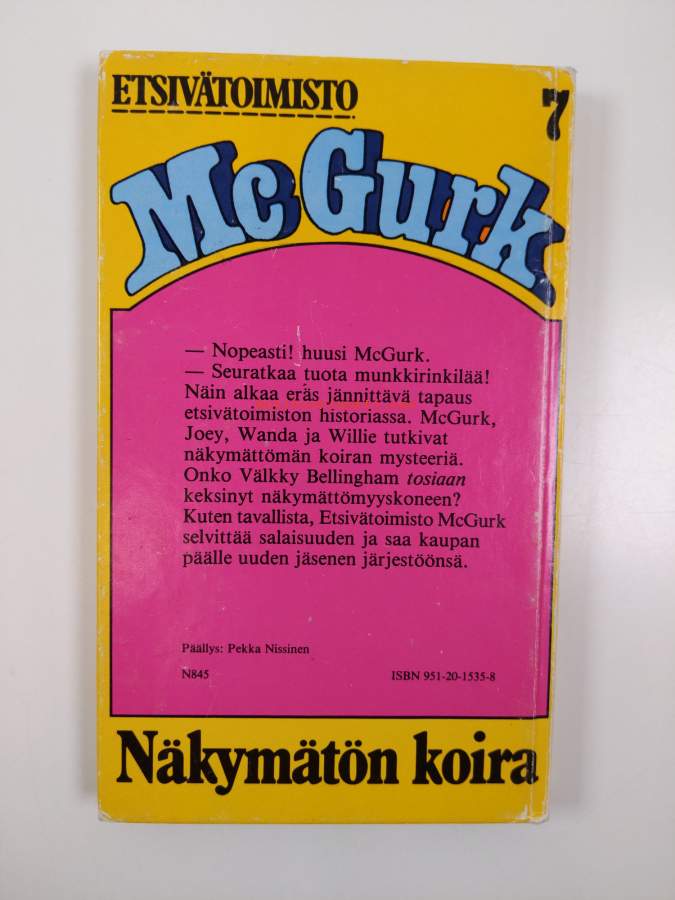 ETSIVÄTOIMISTO
7
McGurk
— Nopeasti! huusi McGurk.
— Seuratkaa tuota munkkirinkilää!
Näin alkaa eräs jännittävä tapaus
etsivätoimiston historiassa. McGurk,
Joey, Wanda ja Willie tutkivat
näkymättömän koiran mysteeriä.
Onko Välkky Bellingham tosiaan
keksinyt näkymättömyyskoneen?
Kuten tavallista, Etsivätoimisto McGurk
selvittää salaisuuden ja saa kaupan
päälle uuden jäsenen järjestöönsä.
Päällys: Pekka Nissinen
N845
ISBN 951-20-1535-8
Näkymätön koira